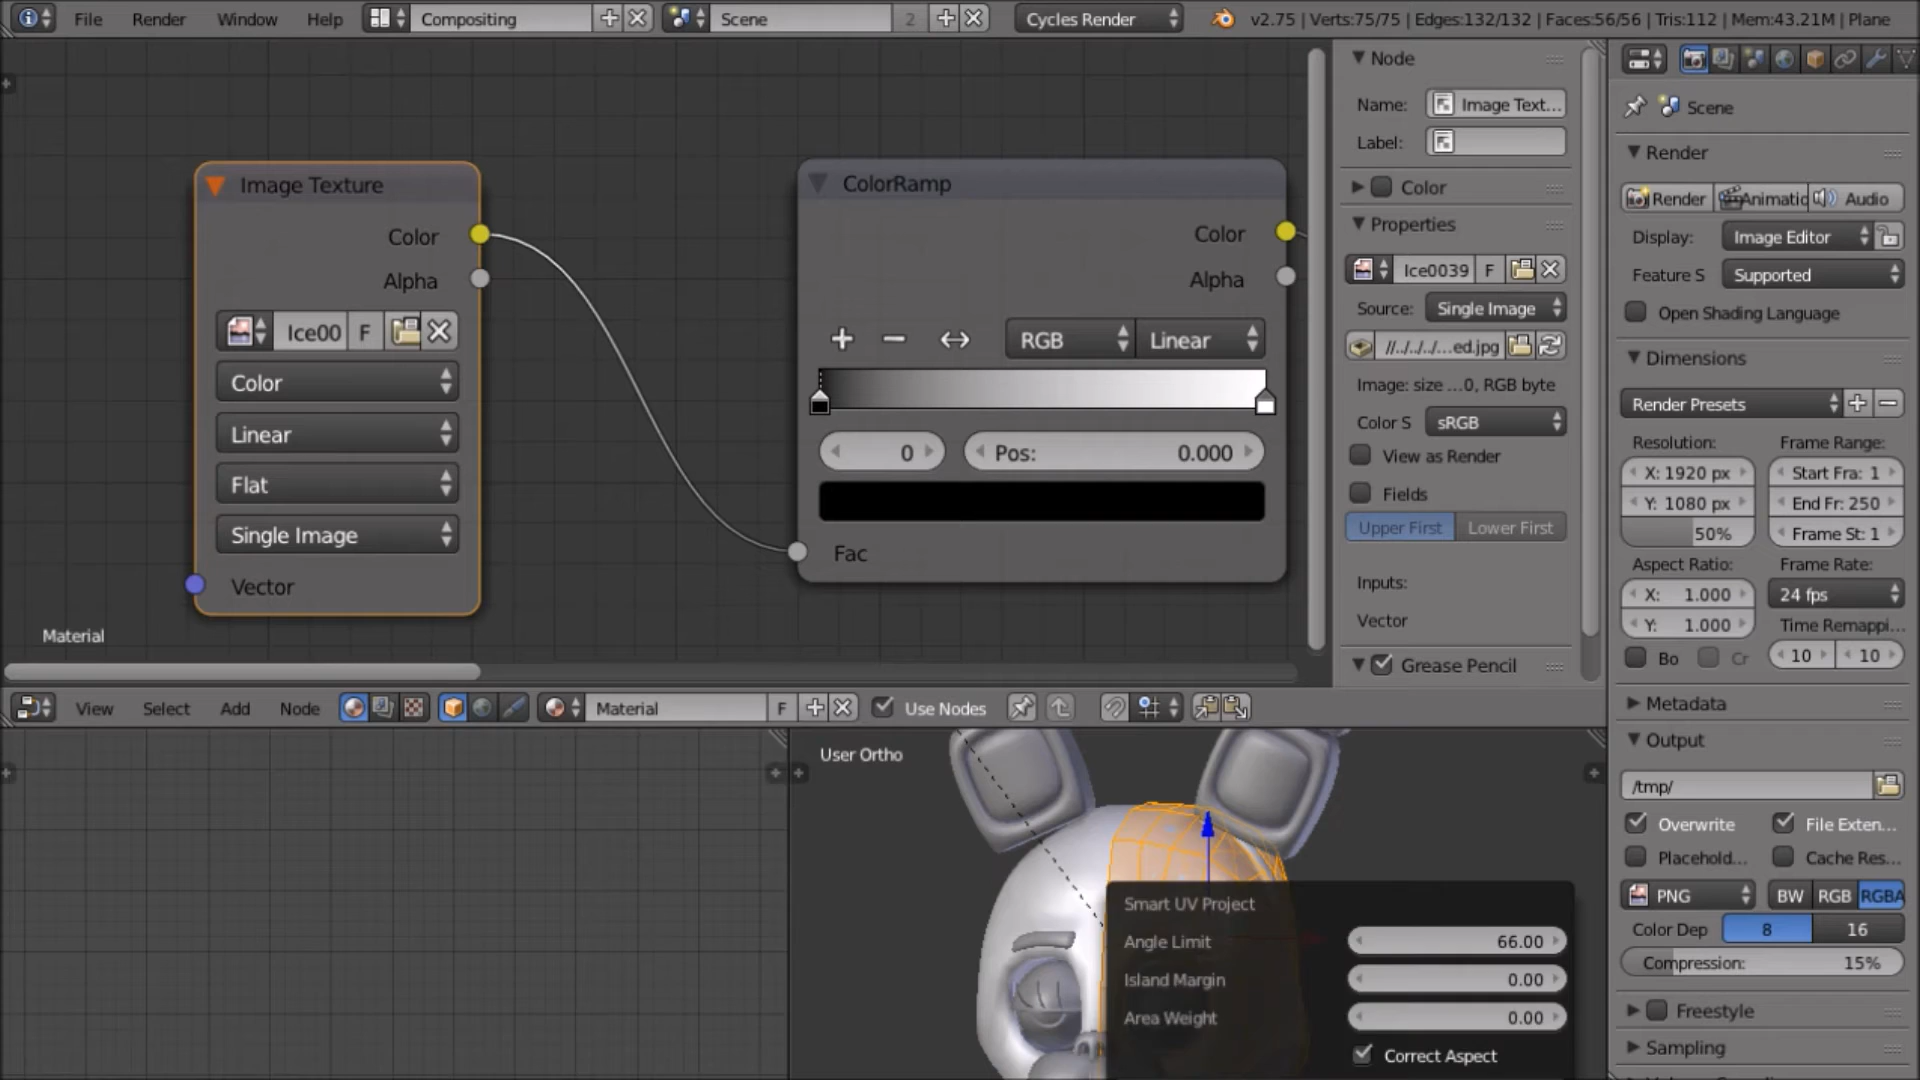 File Render Window Help Compositing Scene 2 Cycles Render v2.75 | Verts:75/75 | Edges:132/132 | Faces:56/56 | Tris:112 | Mem:43.21M | Plane
Image Texture
Color
Alpha
Ice00 F
Color
Linear
Flat
Single Image
Vector
Material
ColorRamp
Color
Alpha
RGB Linear
0 Pos: 0.000
Fac
Node
Name: Image Text...
Label:
Color
Properties
Ice0039 F
Source: Single Image
//../../../...ed.jpg
Image: size ...0, RGB byte
Color S sRGB
View as Render
Fields
Upper First Lower First
Inputs:
Vector
Grease Pencil
Scene
Render
Render Animatic Audio
Display: Image Editor
Feature S Supported
Open Shading Language
Dimensions
Render Presets
Resolution: Frame Range:
X: 1920 px Start Fra: 1
Y: 1080 px End Fr: 250
50% Frame St: 1
Aspect Ratio: Frame Rate:
X: 1.000 24 fps
Y: 1.000 Time Remappi...
Bo Cr 10 10
Metadata
Output
/tmp/
Overwrite File Exten...
Placehold... Cache Res...
PNG BW RGB RGBA
Color Dep 8 16
Compression: 15%
Freestyle
Sampling
View Select Add Node Material F Use Nodes
User Ortho
Smart UV Project
Angle Limit 66.00
Island Margin 0.00
Area Weight 0.00
Correct Aspect